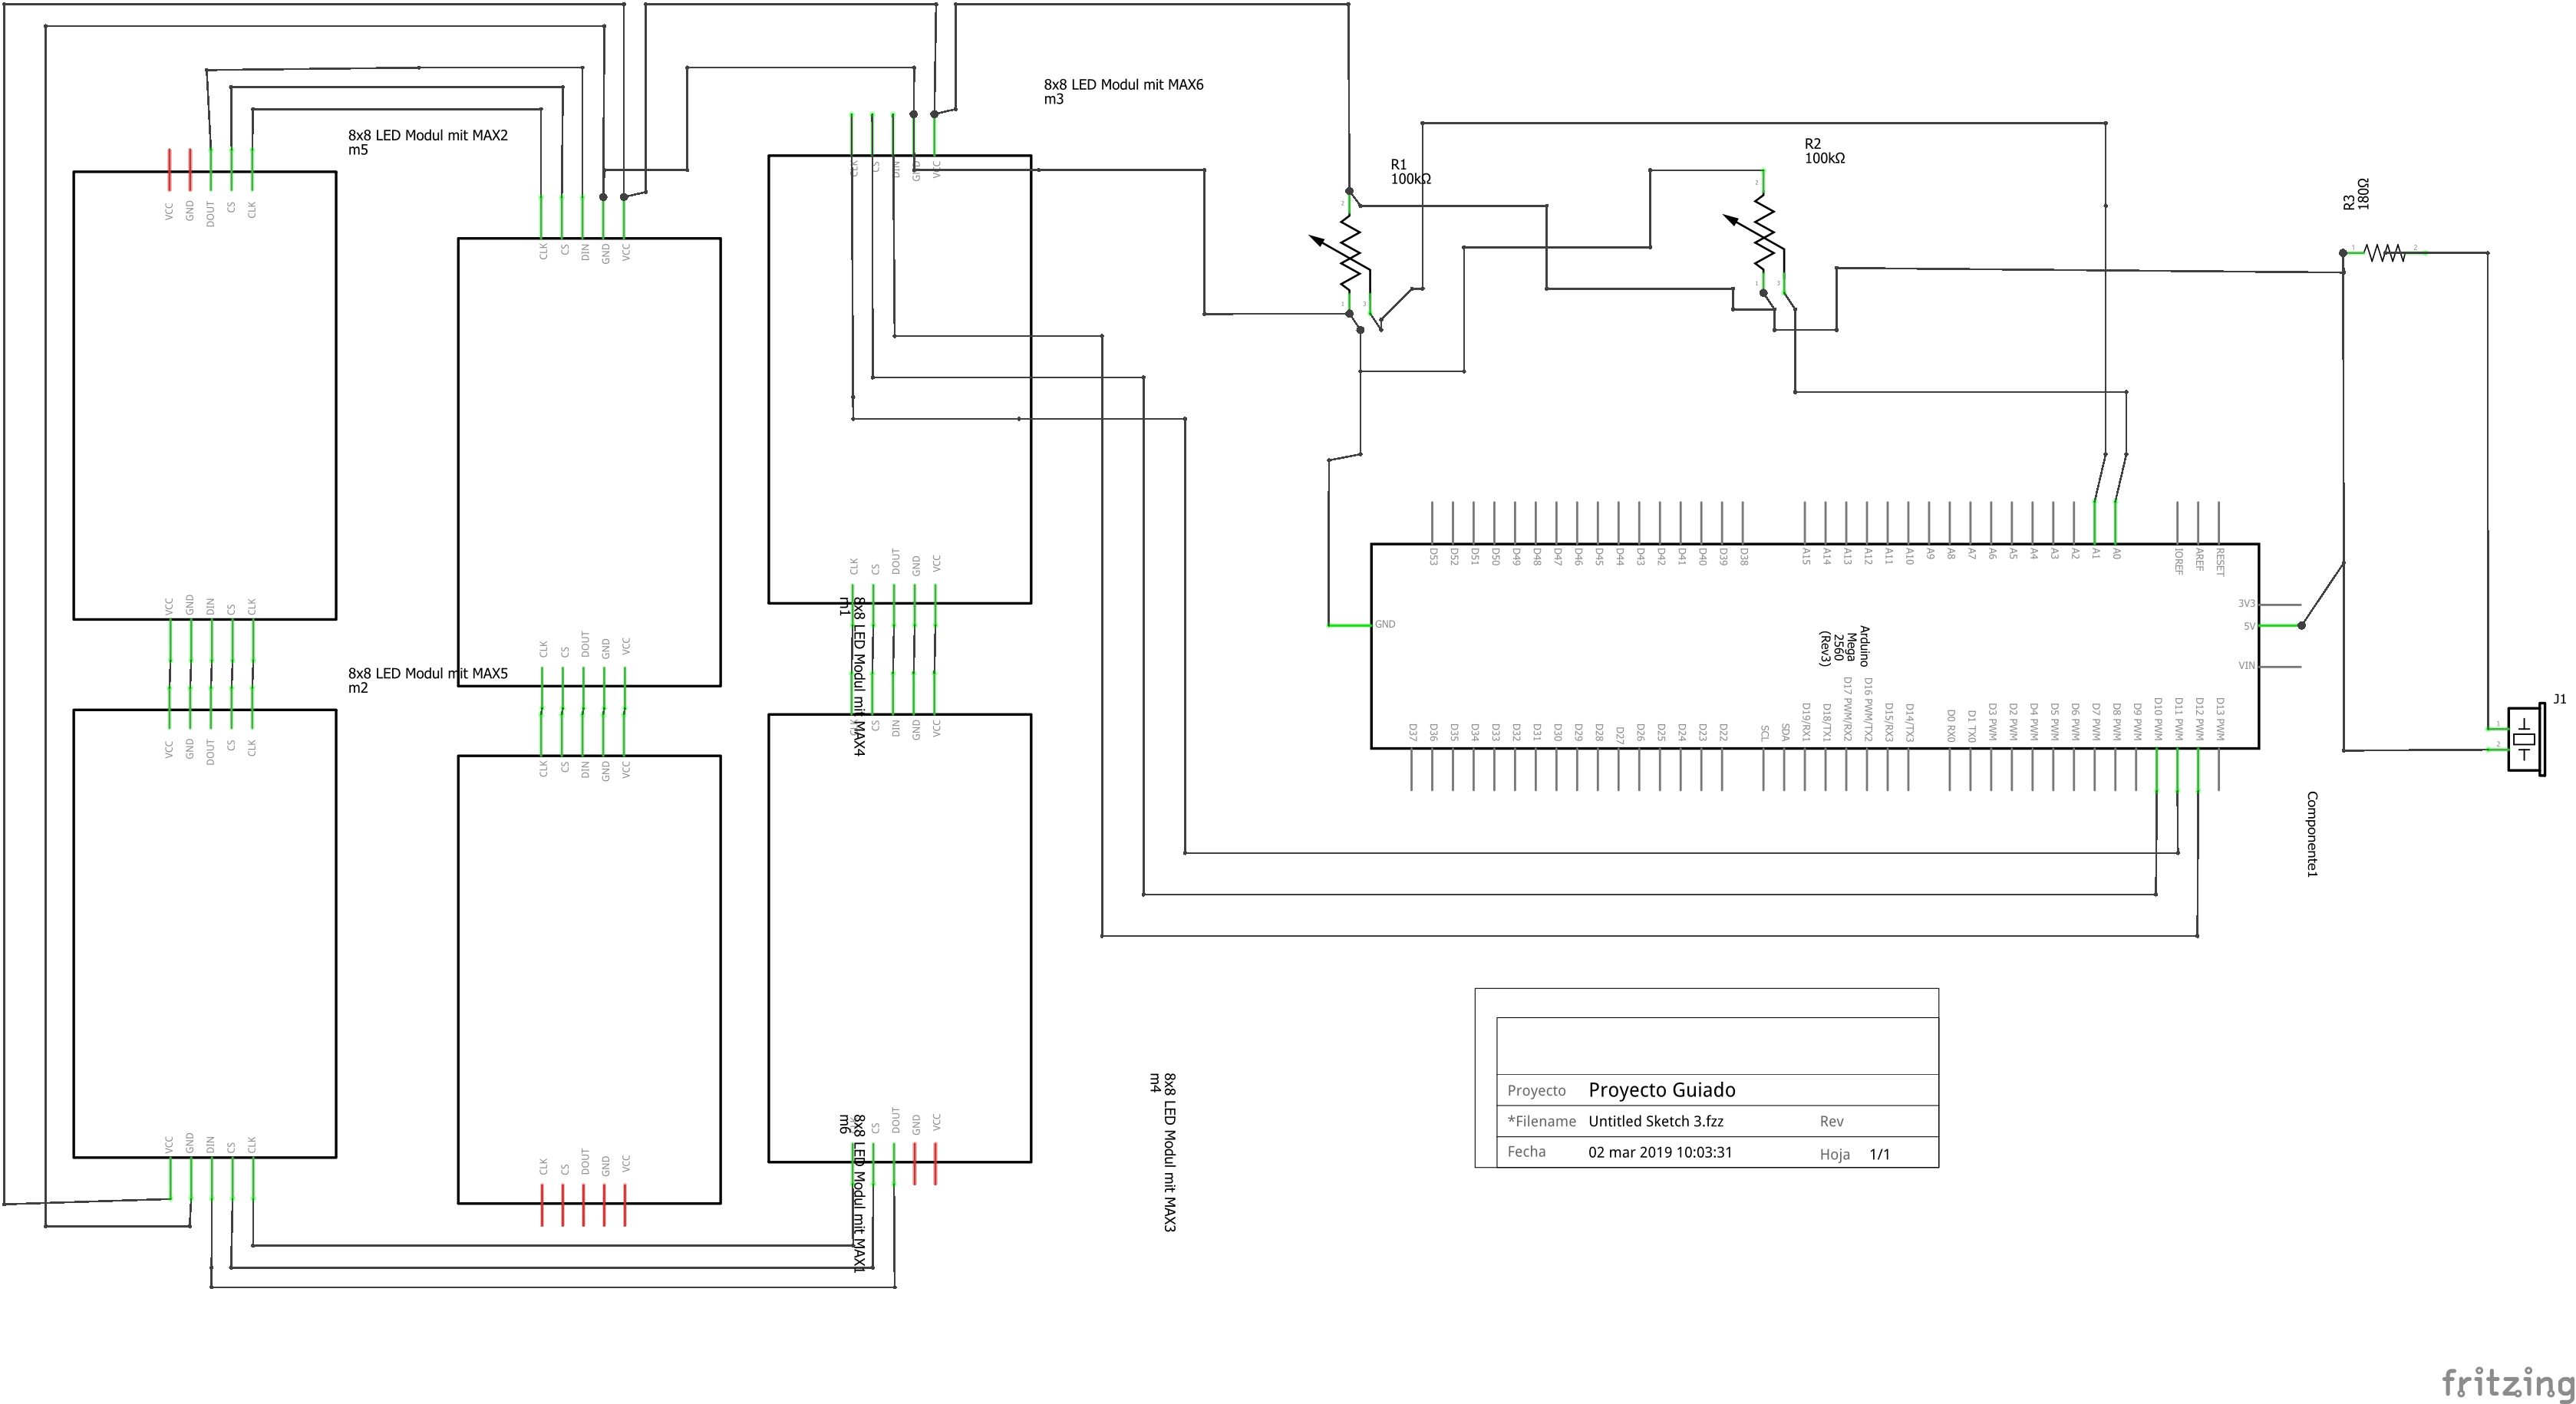 8x8 LED Modul mit MAX6
m3
8x8 LED Modul mit MAX2
m5
VCC
GND
DOUT
CS
CLK
CLK
CS
DIN
GND
VCC
CLK
CS
DIN
GND
VCC
R1
100kΩ
2
1
3
R2
100kΩ
2
1
3
R3
180Ω
1
2
VCC
GND
DIN
CS
CLK
CLK
CS
DOUT
GND
VCC
CLK
CS
DOUT
GND
VCC
8x8 LED Modul mit MAX4
m1
8x8 LED Modul mit MAX5
m2
VCC
GND
DOUT
CS
CLK
CLK
CS
DIN
GND
VCC
CLK
CS
DIN
GND
VCC
D53
D52
D51
D50
D49
D48
D47
D46
D45
D44
D43
D42
D41
D40
D39
D38
A15
A14
A13
A12
A11
A10
A9
A8
A7
A6
A5
A4
A3
A2
A1
A0
IOREF
AREF
RESET
GND
3V3
5V
VIN
Arduino
Mega
2560
(Rev3)
D37
D36
D35
D34
D33
D32
D31
D30
D29
D28
D27
D26
D25
D24
D23
D22
SCL
SDA
D19/RX1
D18/TX1
D17 PWM/RX2
D16 PWM/TX2
D15/RX3
D14/TX3
D0 RX0
D1 TX0
D3 PWM
D2 PWM
D4 PWM
D5 PWM
D6 PWM
D7 PWM
D8 PWM
D9 PWM
D10 PWM
D11 PWM
D12 PWM
D13 PWM
Componente1
J1
1
2
VCC
GND
DIN
CS
CLK
CLK
CS
DOUT
GND
VCC
CS
DOUT
GND
VCC
8x8 LED Modul mit MAX1
m6
8x8 LED Modul mit MAX3
m4
Proyecto Proyecto Guiado
*Filename Untitled Sketch 3.fzz Rev
Fecha 02 mar 2019 10:03:31 Hoja 1/1
fritzing